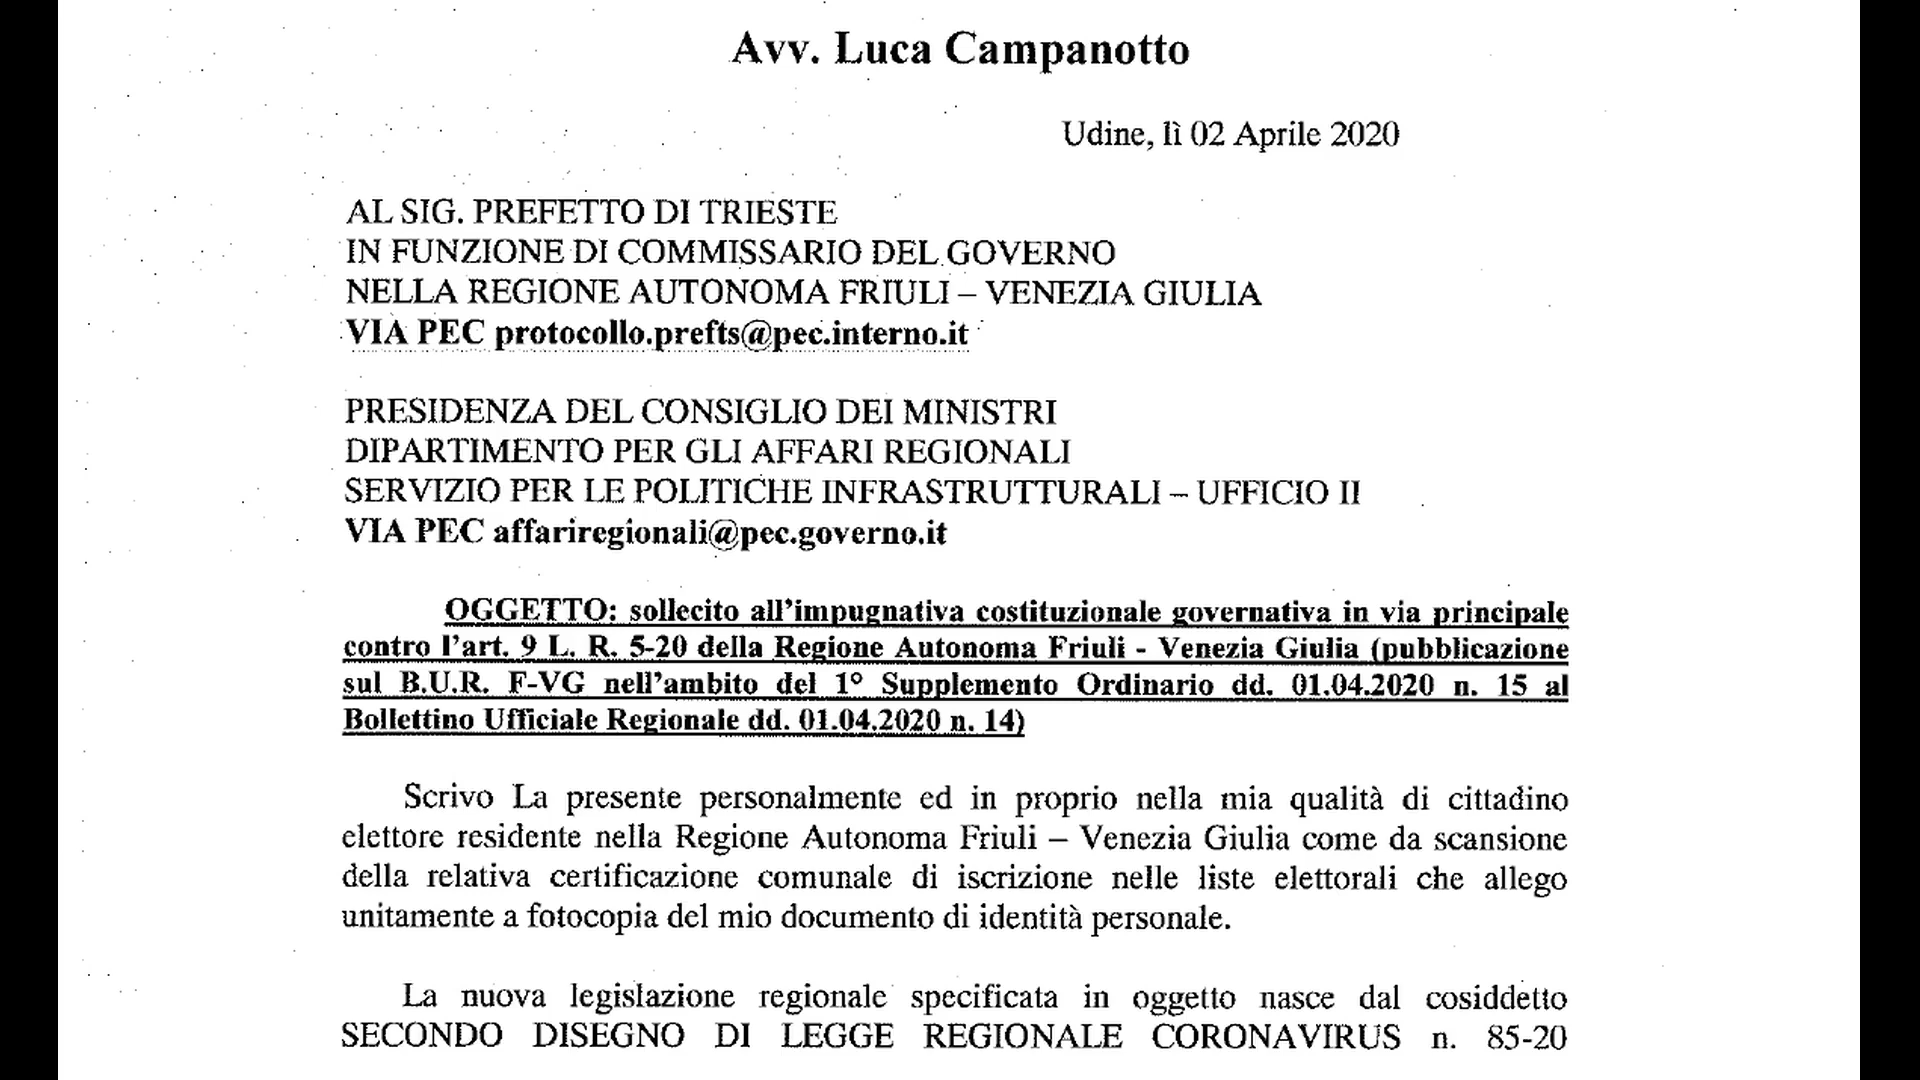 Avv. Luca Campanotto
Udine, lì 02 Aprile 2020
AL SIG. PREFETTO DI TRIESTE
IN FUNZIONE DI COMMISSARIO DEL GOVERNO
NELLA REGIONE AUTONOMA FRIULI – VENEZIA GIULIA
VIA PEC protocollo.prefts@pec.interno.it
PRESIDENZA DEL CONSIGLIO DEI MINISTRI
DIPARTIMENTO PER GLI AFFARI REGIONALI
SERVIZIO PER LE POLITICHE INFRASTRUTTURALI – UFFICIO II
VIA PEC affariregionali@pec.governo.it
OGGETTO: sollecito all'impugnativa costituzionale governativa in via principale
contro l'art. 9 L. R. 5-20 della Regione Autonoma Friuli - Venezia Giulia (pubblicazione
sul B.U.R. F-VG nell'ambito del 1° Supplemento Ordinario dd. 01.04.2020 n. 15 al
Bollettino Ufficiale Regionale dd. 01.04.2020 n. 14)
Scrivo La presente personalmente ed in proprio nella mia qualità di cittadino
elettore residente nella Regione Autonoma Friuli – Venezia Giulia come da scansione
della relativa certificazione comunale di iscrizione nelle liste elettorali che allego
unitamente a fotocopia del mio documento di identità personale.
La nuova legislazione regionale specificata in oggetto nasce dal cosiddetto
SECONDO DISEGNO DI LEGGE REGIONALE CORONAVIRUS n. 85-20